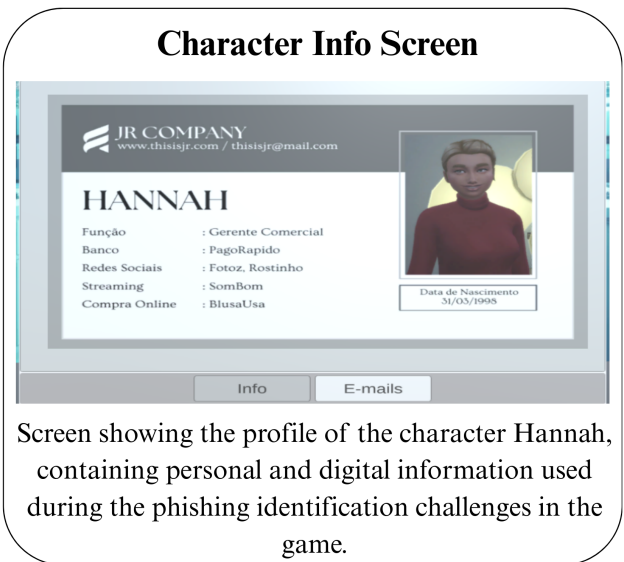 Character Info Screen
JR COMPANY
www.thisisjr.com / thisisjr@mail.com
HANNAH
Função : Gerente Comercial
Banco : PagoRapido
Redes Sociais : Fotoz, Rostinho
Streaming : SomBom
Compra Online : BlusaUsa
Data de Nascimento
31/03/1998
Info
E-mails
Screen showing the profile of the character Hannah,
containing personal and digital information used
during the phishing identification challenges in the
game.